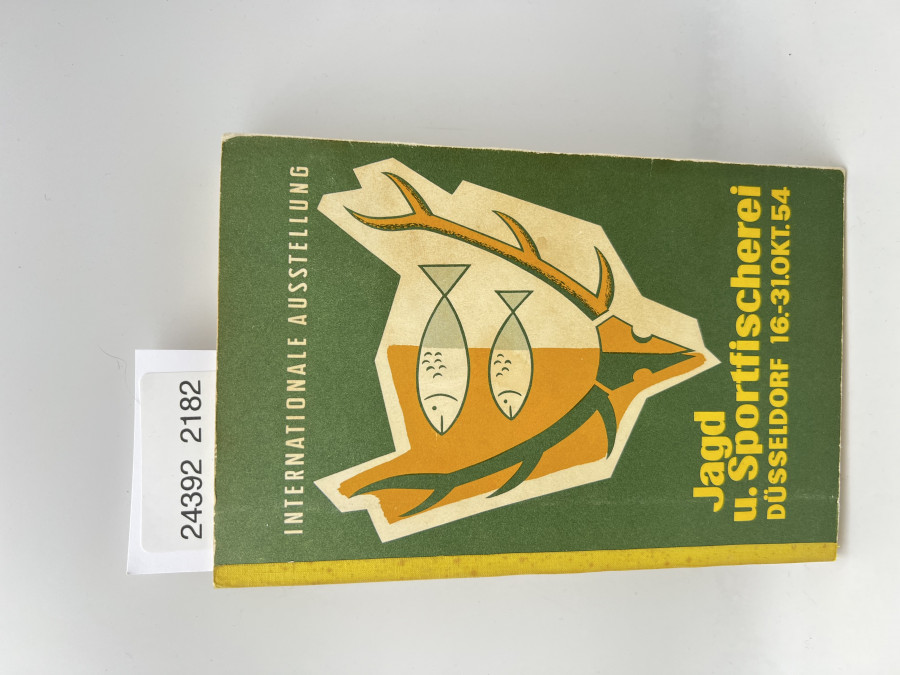 INTERNATIONALE AUSSTELLUNG
Jagd
u. Sportfischerei
DÜSSELDORF 16.-31.OKT.54
24392 2182